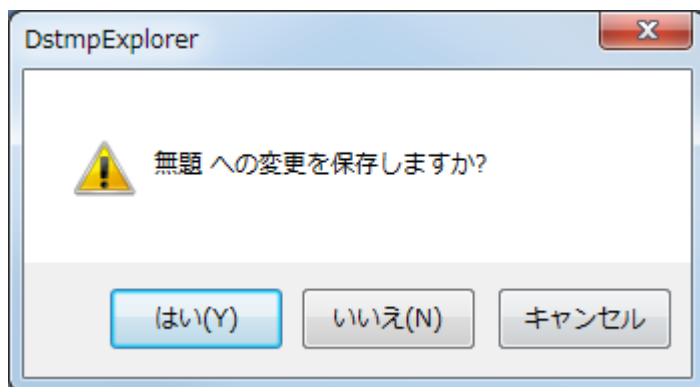 DstmpExplorer
無題 への変更を保存しますか?
はい(Y)
いいえ(N)
キャンセル